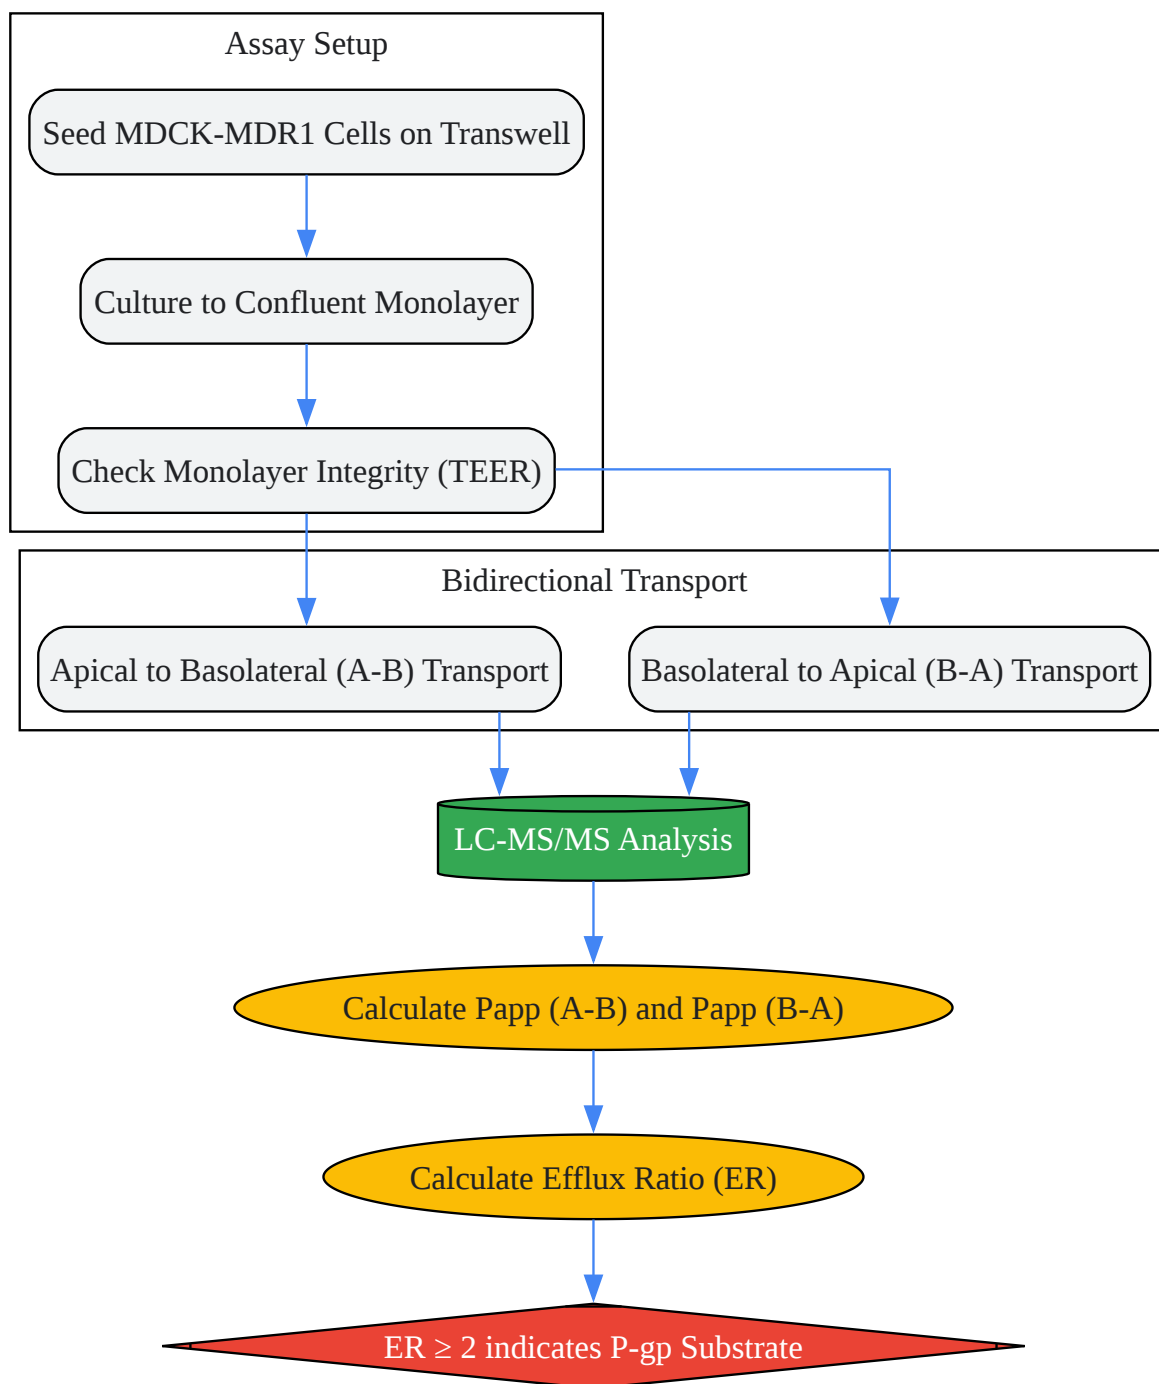 Assay Setup
Seed MDCK-MDR1 Cells on Transwell
Culture to Confluent Monolayer
Check Monolayer Integrity (TEER)
Bidirectional Transport
Apical to Basolateral (A-B) Transport
Basolateral to Apical (B-A) Transport
LC-MS/MS Analysis
Calculate Papp (A-B) and Papp (B-A)
Calculate Efflux Ratio (ER)
ER ≥ 2 indicates P-gp Substrate